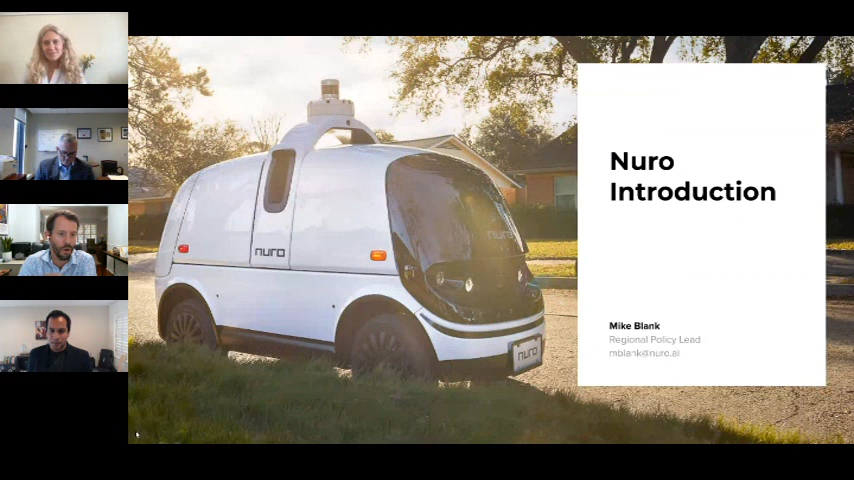 Nuro
Introduction
Mike Blank
Regional Policy Lead
mblank@nuro.ai
nuro
nuro
nuro